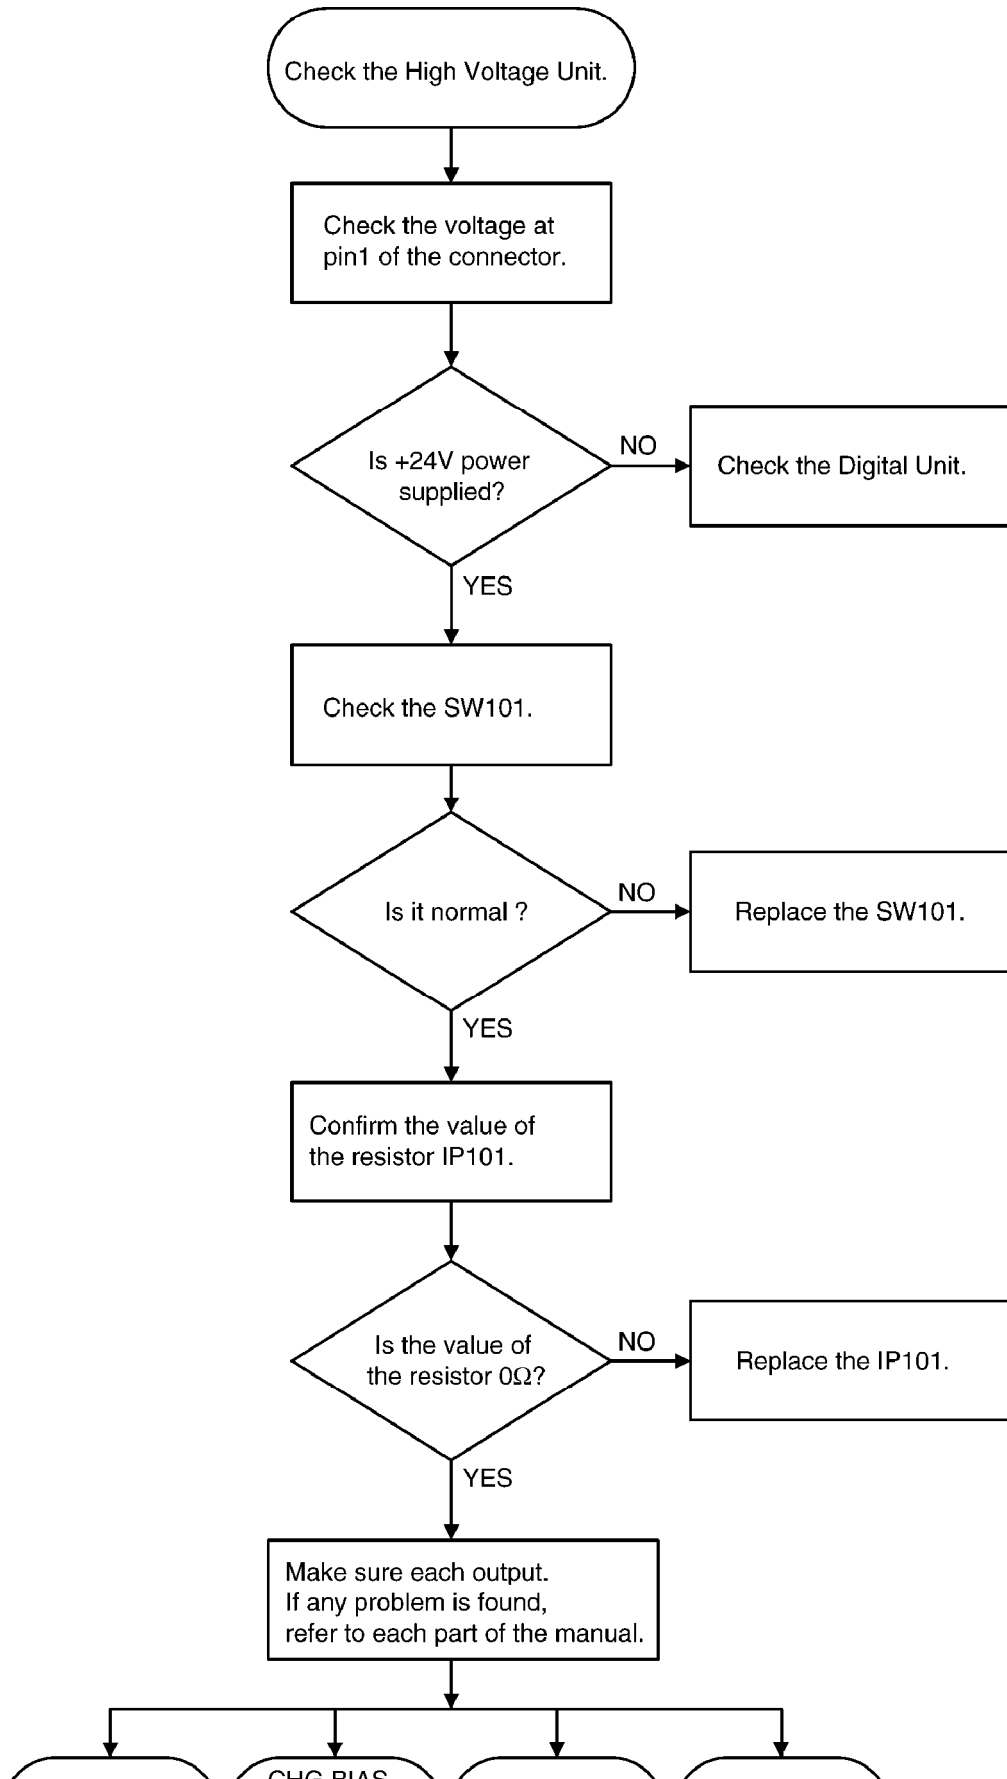 Check the High Voltage Unit.
Check the voltage at
pin1 of the connector.
Is +24V power
supplied?
NO
Check the Digital Unit.
YES
Check the SW101.
Is it normal ?
NO
Replace the SW101.
YES
Confirm the value of
the resistor IP101.
Is the value of
the resistor 0Ω?
NO
Replace the IP101.
YES
Make sure each output.
If any problem is found,
refer to each part of the manual.
CHG BIAS